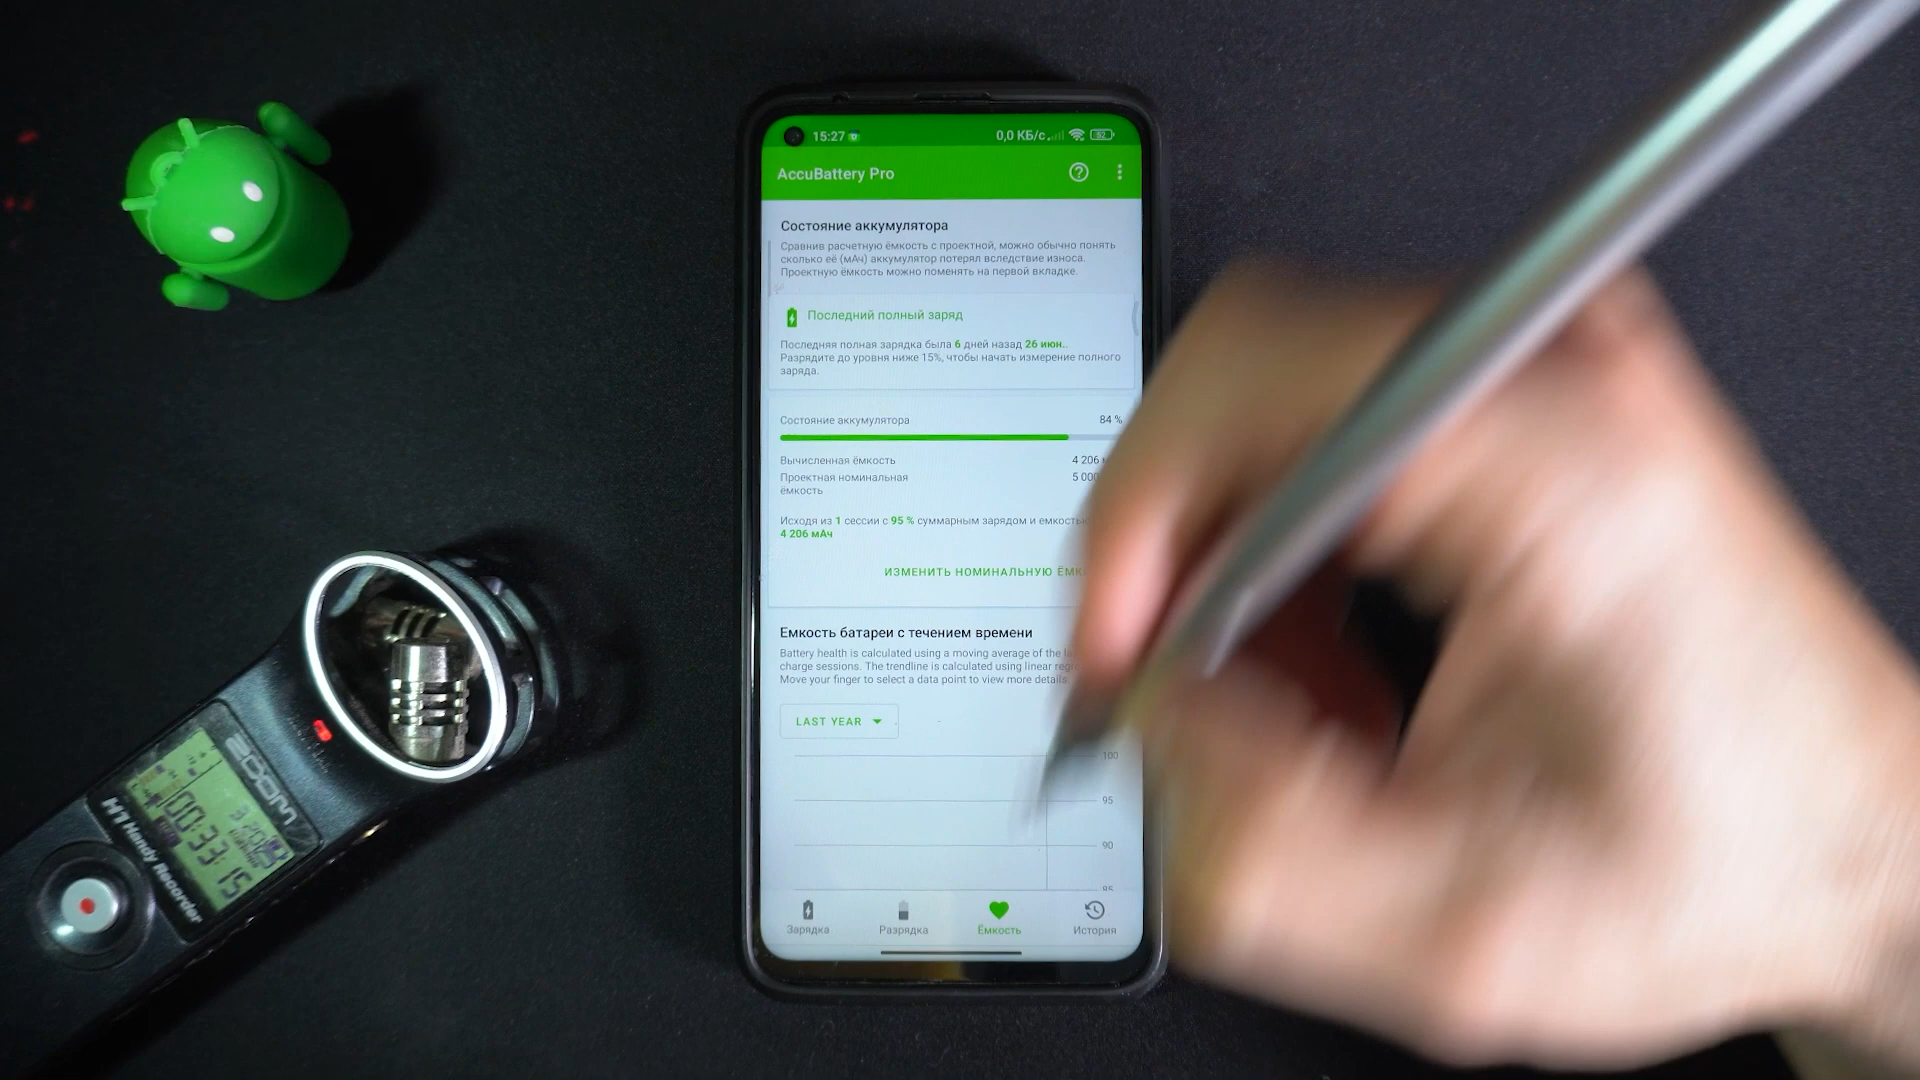 15:27
0,0 КБ/с
AccuBattery Pro
Состояние аккумулятора
Сравнив расчетную ёмкость с проектной, можно обычно понять
сколько её (мАч) аккумулятор потерял вследствие износа.
Проектную ёмкость можно поменять на первой вкладке.
Последний полный заряд
Последняя полная зарядка была 6 дней назад 26 июн..
Разрядите до уровня ниже 15%, чтобы начать измерение полного
заряда.
Состояние аккумулятора 84 %
Вычисленная ёмкость 4 206
Проектная номинальная 5 000
ёмкость
Исходя из 1 сессии с 95 % суммарным зарядом и емкостью
4 206 мАч
ИЗМЕНИТЬ НОМИНАЛЬНУЮ
Емкость батареи с течением времени
Battery health is calculated using a moving average of the
charge sessions. The trendline is calculated using linear
Move your finger to select a data point to view more details
LAST YEAR
100
95
90
Зарядка
Разрядка
Ёмкость
История
ZOOM
00:33:15
H1 Handy Recorder